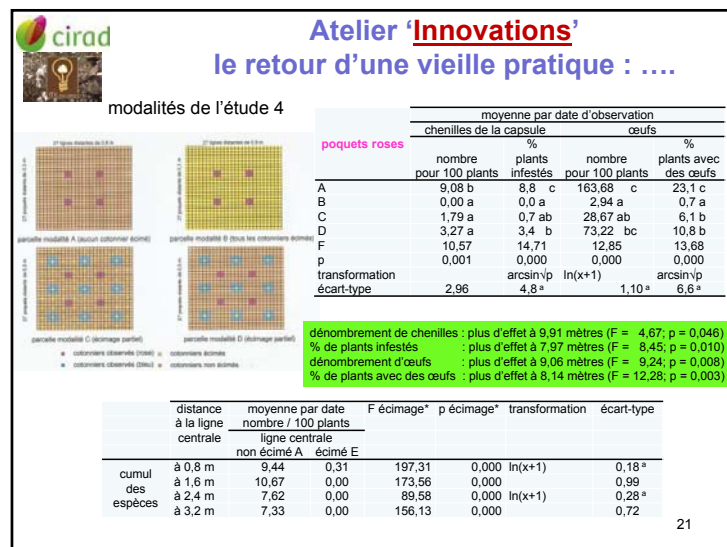 cirad
Atelier ‘Innovations’
le retour d’une vieille pratique : ….
modalités de l’étude 4
parcelle modalité A (aucun cotonnier écimé)
parcelle modalité B (tous les cotonniers écimés)
parcelle modalité C (écimage partiel)
parcelle modalité D (écimage partiel)
cotonniers observés (rose)
cotonniers écimés
cotonniers observés (bleu)
cotonniers non écimés
moyenne par date d’observation
chenilles de la capsule œufs
poquets roses
nombre pour 100 plants % plants infestés nombre pour 100 plants % plants avec des œufs
A 9,08 b 8,8 c 163,68 c 23,1 c
B 0,00 a 0,0 a 2,94 a 0,7 a
C 1,79 a 0,7 ab 28,67 ab 6,1 b
D 3,27 a 3,4 b 73,22 bc 10,8 b
F 10,57 14,71 12,85 13,68
p 0,001 0,000 0,000 0,000
transformation arcsin√p ln(x+1) arcsin√p
écart-type 2,96 4,8 a 1,10 a 6,6 a
dénombrement de chenilles : plus d’effet à 9,91 mètres (F = 4,67; p = 0,046)
% de plants infestés : plus d’effet à 7,97 mètres (F = 8,45; p = 0,010)
dénombrement d’œufs : plus d’effet à 9,06 mètres (F = 9,24; p = 0,008)
% de plants avec des œufs : plus d’effet à 8,14 mètres (F = 12,28; p = 0,003)
distance à la ligne centrale
moyenne par date nombre / 100 plants
F écimage* p écimage* transformation écart-type
ligne centrale
non écimé A écimé E
cumul des espèces
à 0,8 m 9,44 0,31 197,31 0,000 ln(x+1) 0,18 a
à 1,6 m 10,67 0,00 173,56 0,000 0,99
à 2,4 m 7,62 0,00 89,58 0,000 ln(x+1) 0,28 a
à 3,2 m 7,33 0,00 156,13 0,000 0,72
21